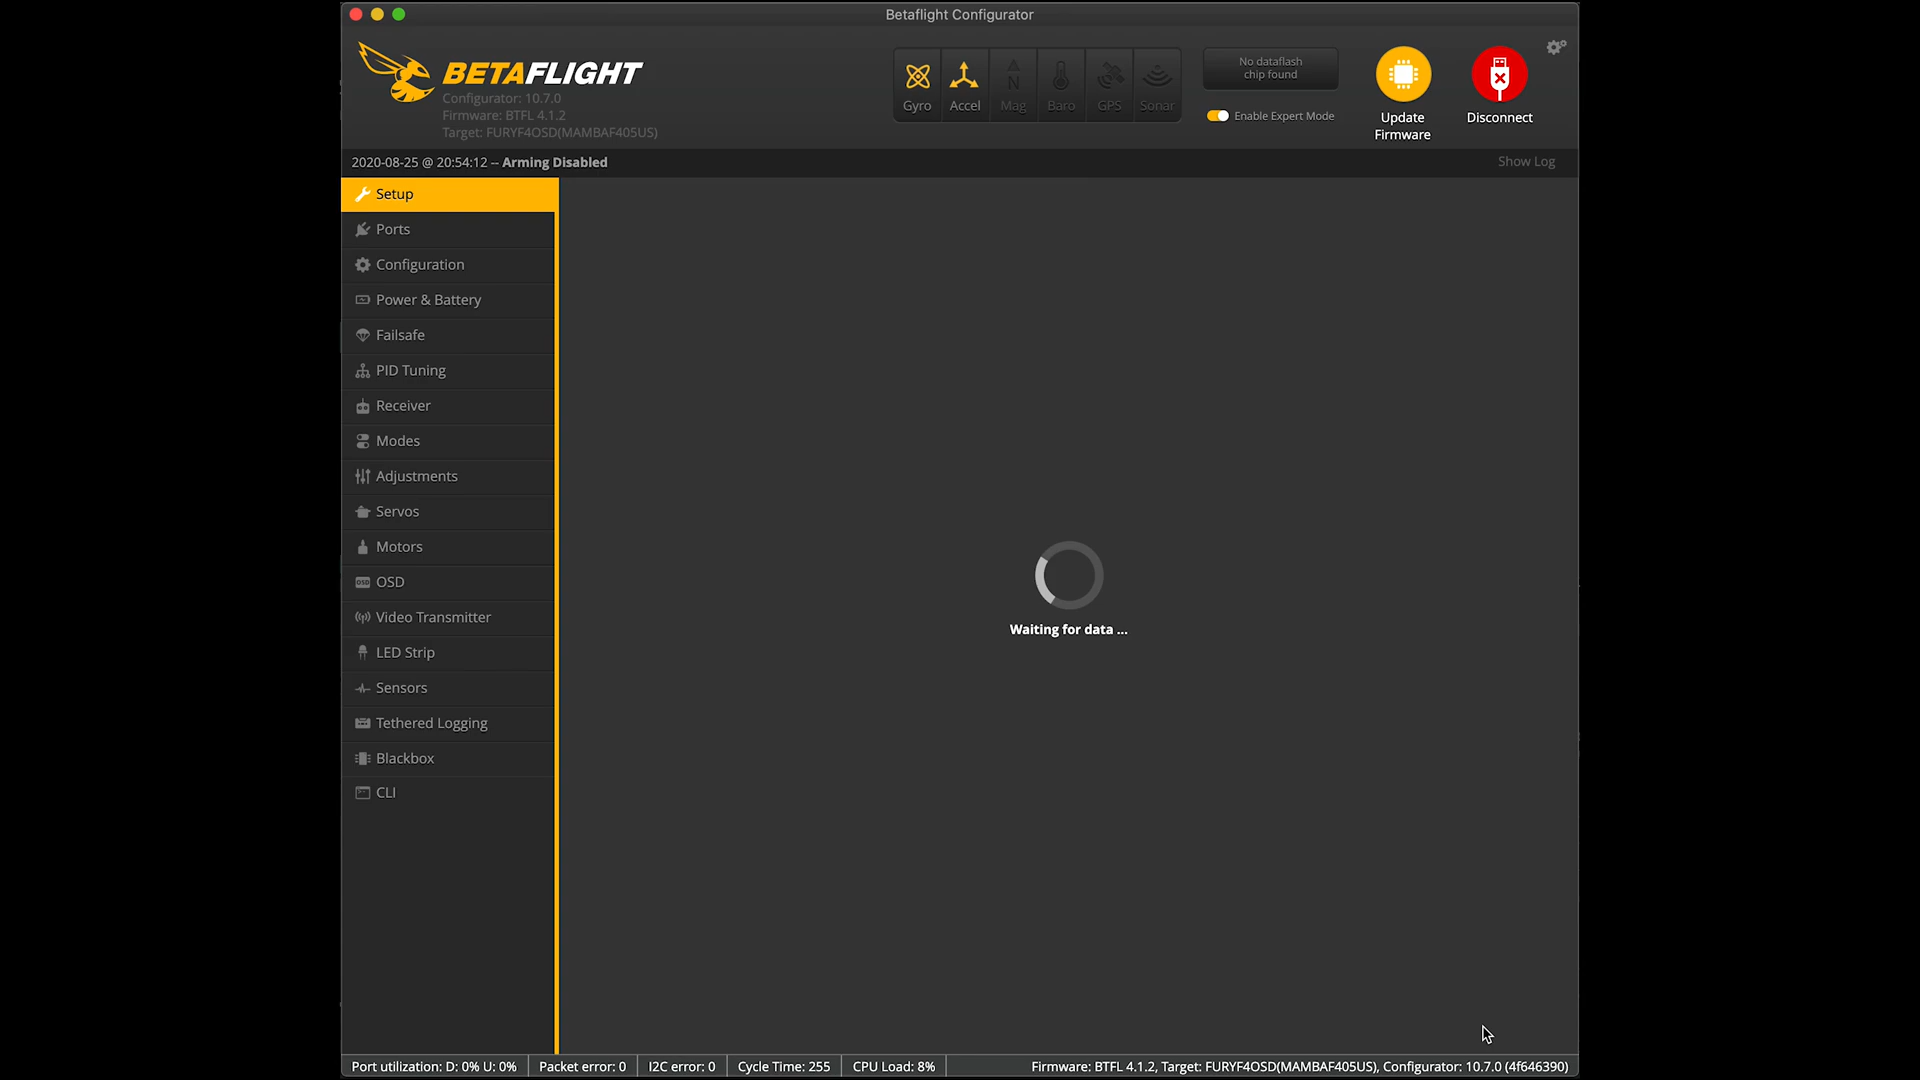 Betaflight Configurator
BETAFLIGHT
Configurator: 10.7.0
Firmware: BTFL 4.1.2
Target: FURYF4OSD(MAMBAF405US)
Gyro
Accel
N
Mag
Baro
GPS
Sonar
No dataflash
chip found
Enable Expert Mode
Update
Firmware
Disconnect
2020-08-25 @ 20:54:12 -- Arming Disabled
Show Log
Setup
Ports
Configuration
Power & Battery
Failsafe
PID Tuning
Receiver
Modes
Adjustments
Servos
Motors
OSD OSD
Video Transmitter
LED Strip
Sensors
Tethered Logging
Blackbox
CLI
Waiting for data ...
Port utilization: D: 0% U: 0%
Packet error: 0
I2C error: 0
Cycle Time: 255
CPU Load: 8%
Firmware: BTFL 4.1.2, Target: FURYF4OSD(MAMBAF405US), Configurator: 10.7.0 (4f646390)